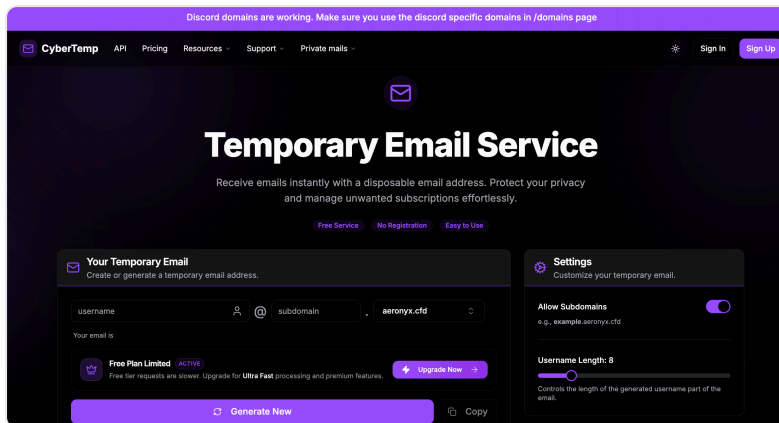 Discord domains are working. Make sure you use the discord specific domains in /domains page
CyberTemp API Pricing Resources Support Private mails Sign In Sign Up
Temporary Email Service
Receive emails instantly with a disposable email address. Protect your privacy
and manage unwanted subscriptions effortlessly.
Free Service No Registration Easy to Use
Your Temporary Email
Create or generate a temporary email address.
username @ subdomain . aeronyx.cfd
Your email is
Free Plan Limited ACTIVE
Free tier requests are slower. Upgrade for Ultra Fast processing and premium features.
Upgrade Now
Generate New
Copy
Settings
Customize your temporary email.
Allow Subdomains
e.g., example.aeronyx.cfd
Username Length: 8
Controls the length of the generated username part of the
email.